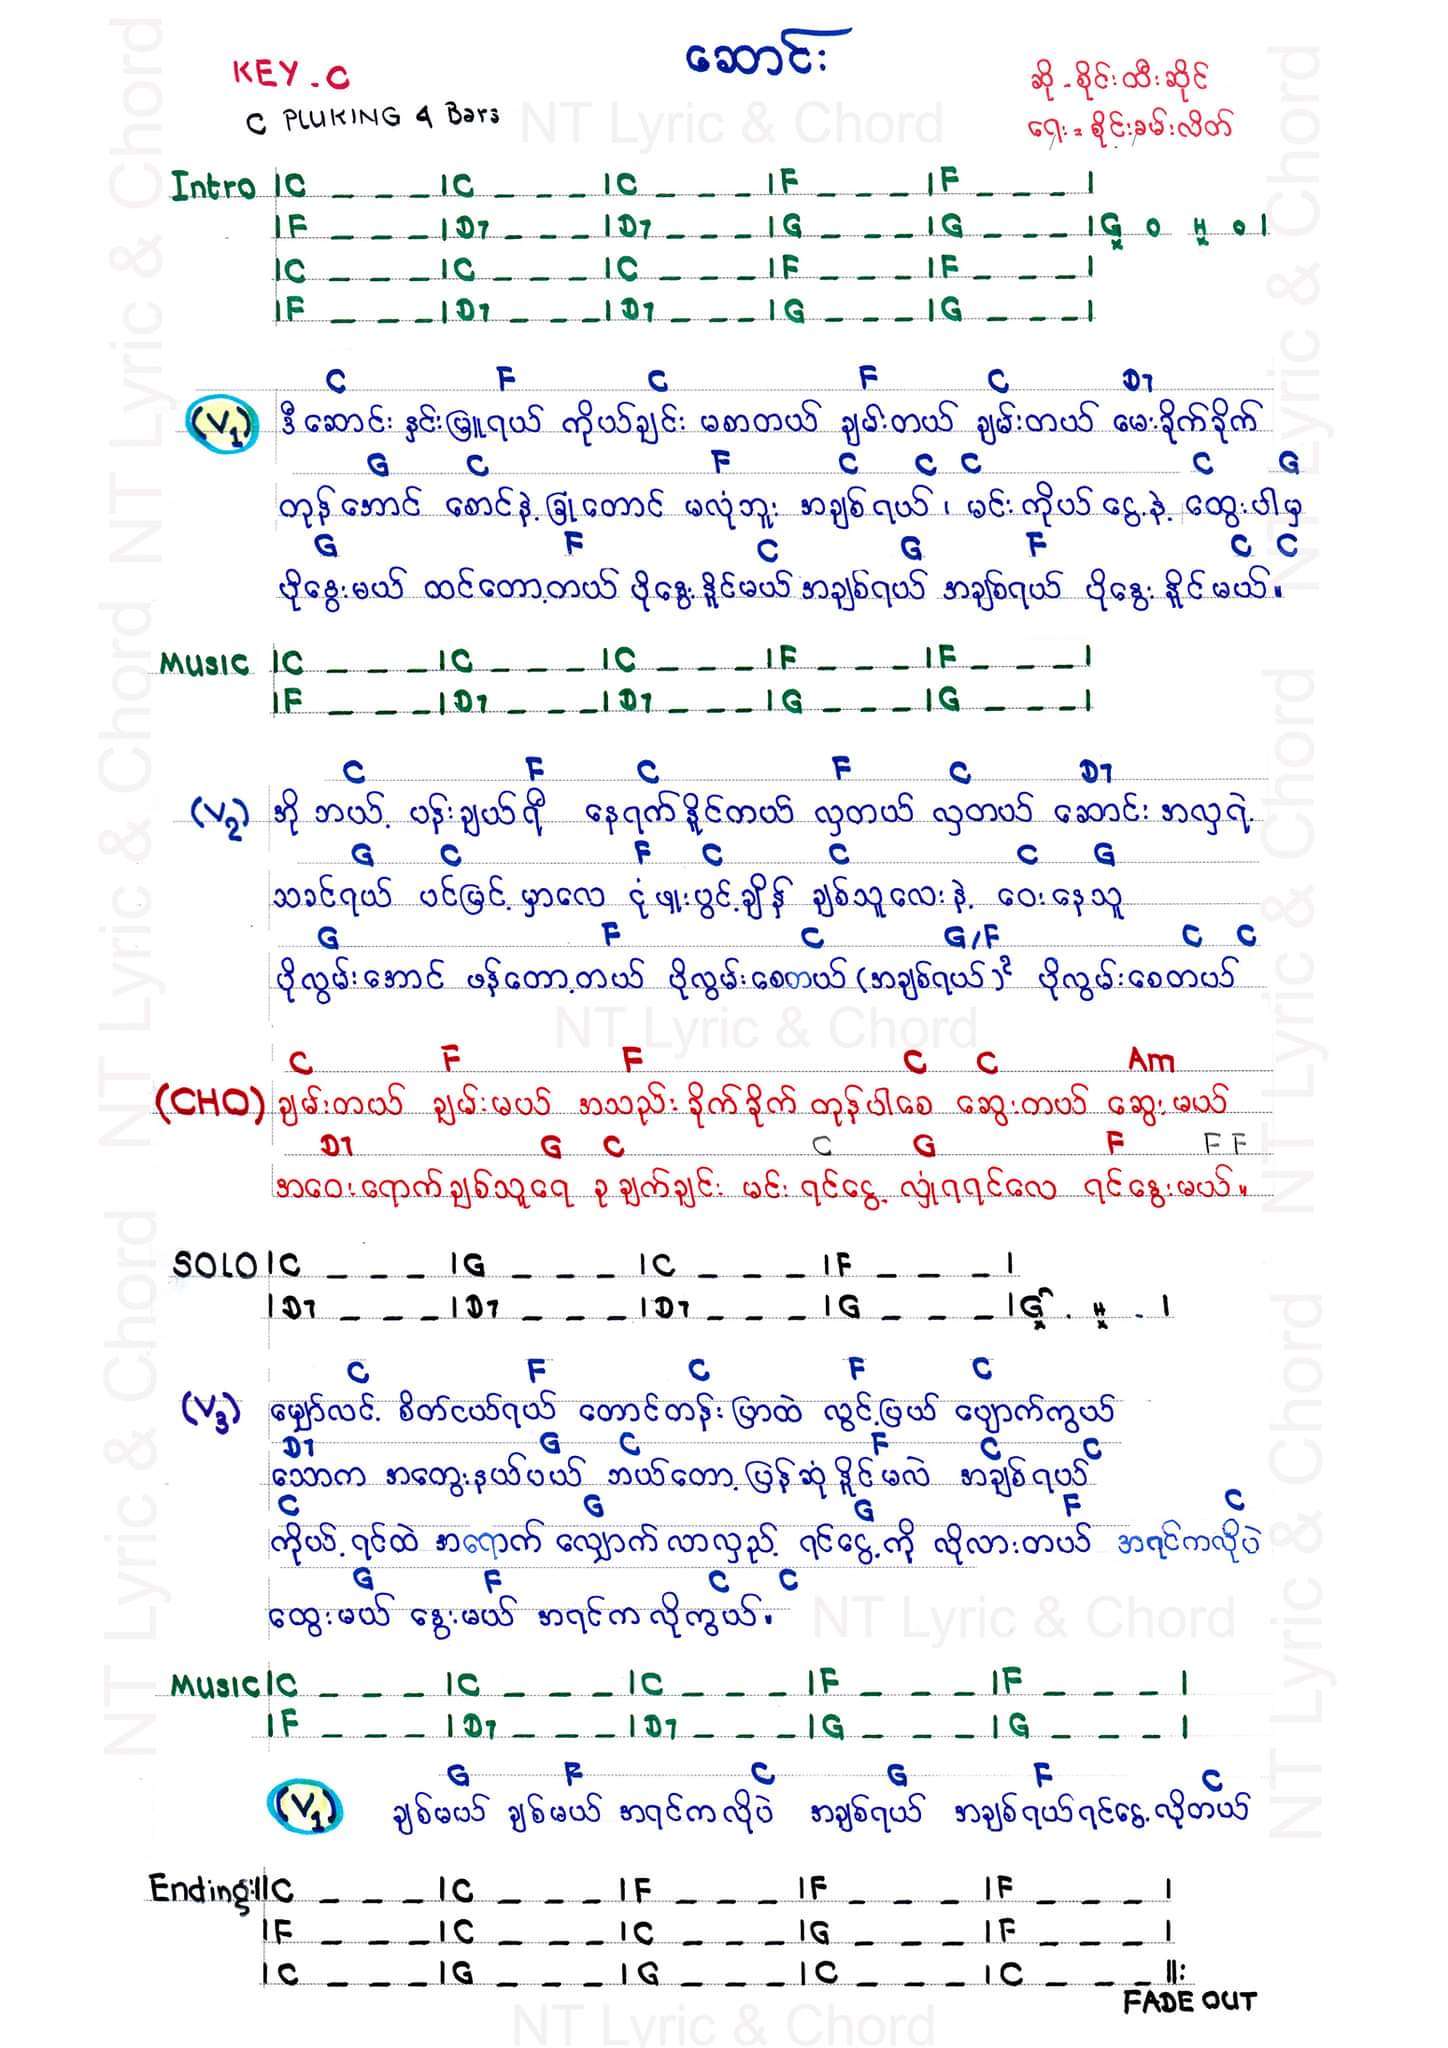 ဆောင်း
KEY - C
C PLUKING 4 Bars
ဆို - စိုင်းထီးဆိုင်
ရေး = စိုင်းခမ်းလိတ်
NT Lyric & Chord
Intro |C _ _ _ |C _ _ _ |C _ _ _ |F _ _ _ |F _ _ _ |
|F _ _ _ |D7 _ _ _ |D7 _ _ _ |G _ _ _ |G _ _ _ |G
|C _ _ _ |C _ _ _ |C _ _ _ |F _ _ _ |F _ _ _ |
|F _ _ _ |D7 _ _ _ |D7 _ _ _ |G _ _ _ |G _ _ _ |
C F C F C D7
(V1) ဒီဆောင်း နှင်းဖြူရယ် ကိုယ်ချင်း မစာတယ် ချမ်းတယ် ချမ်းတယ် မေးခိုက်ခိုက်
G C F C C C C G
တုန်အောင် စောင်နဲ့ခြုံတောင် မလုံဘူး အချစ်ရယ် ၊ မင်းကိုယ်ငွေ့နဲ့ ထွေးပါမှ
G F C G F C C
ပိုနွေးမယ် ထင်တော့တယ် ပိုနွေးနိူင်မယ် အချစ်ရယ် အချစ်ရယ် ပိုနွေး နိူင်မယ်။
MUSIC |C _ _ _ |C _ _ _ |C _ _ _ |F _ _ _ |F _ _ _ |
|F _ _ _ |D7 _ _ _ |D7 _ _ _ |G _ _ _ |G _ _ _ |
C F C F C D7
(V2) အို ဘယ့် ပန်းချယ်ရီ နေရက်နိူင်ကယ် လှတယ် လှတယ် ဆောင်း အလှရဲ့
G C F C C C G
သခင်ရယ် ပင်မြင့်မှာလေ ငုံဖူးပွင့်ချိန် ချစ်သူလေးနဲ့ ဝေးနေသူ
G F C G/F C C
ပိုလွမ်းအောင် ဖန်တော့တယ် ပိုလွမ်းစေတယ် (အချစ်ရယ်)၂ ပိုလွမ်းစေတယ်
NT Lyric & Chord
C F F C C Am
(CHO) ချမ်းတယ် ချမ်းမယ် အသည်းခိုက်ခိုက် တုန်ပါစေ ဆွေးတယ် ဆွေးမယ်
D7 G C C G F F F
အဝေးရောက်ချစ်သူရေ ခုချက်ချင်း မင်း ရင်ငွေ့ လှုံရရင်လေ ရင်နွေးမယ်။
SOLO |C _ _ _ |G _ _ _ |C _ _ _ |F _ _ _ |
|D7 _ _ _ |D7 _ _ _ |D7 _ _ _ |G _ _ _ |G
C F C F C
(V3) မျှော်လင့် စိတ်ငယ်ရယ် တောင်တန်းပြာထဲ လွင့်ပြယ် ပျောက်ကွယ်
D7 G C F C C
သောက အတွေးနယ်ဝယ် ဘယ်တော့ပြန်ဆုံနိူင်မလဲ အချစ်ရယ်
C G G F C
ကိုယ့်ရင်ထဲ အရောက် လျှောက်လာလှည့် ရင်ငွေ့ကို လိုလားတယ် အရင်ကလိုပဲ
G F C C
ထွေးမယ် နွေးမယ် အရင်က လိုကွယ်။
NT Lyric & Chord
MUSIC |C _ _ _ |C _ _ _ |C _ _ _ |F _ _ _ |F _ _ _ |
|F _ _ _ |D7 _ _ _ |D7 _ _ _ |G _ _ _ |G _ _ _ |
G F C G F C
(V1) ချစ်မယ် ချစ်မယ် အရင်ကလိုပဲ အချစ်ရယ် အချစ်ရယ်ရင်ငွေ့လိုတယ်
Ending :||C _ _ _ |C _ _ _ |F _ _ _ |F _ _ _ |F _ _ _ |
|F _ _ _ |C _ _ _ |C _ _ _ |G _ _ _ |F _ _ _ |
|C _ _ _ |G _ _ _ |G _ _ _ |C _ _ _ |C _ _ _ ||:
FADE OUT
NT Lyric & Chord